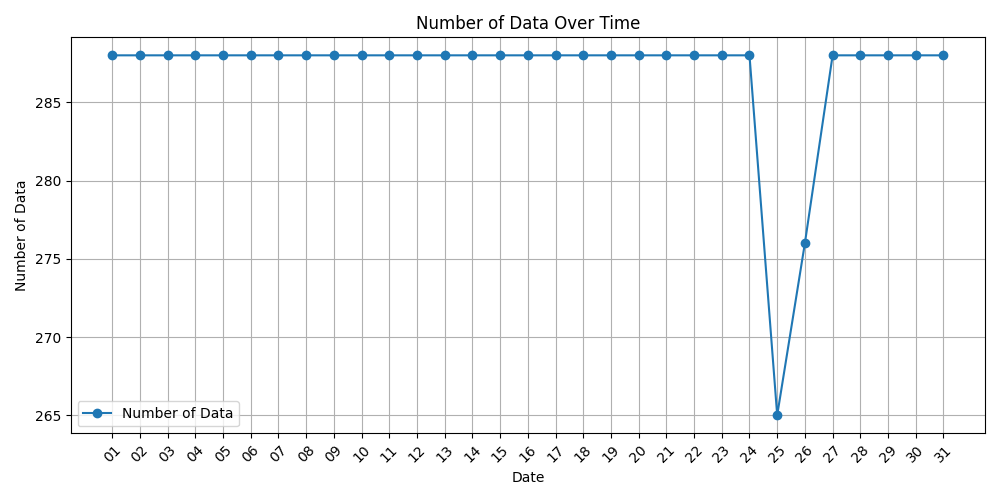 Number of Data Over Time
Number of Data
285
280
275
270
265
Number of Data
01 02 03 04 05 06 07 08 09 10 11 12 13 14 15 16 17 18 19 20 21 22 23 24 25 26 27 28 29 30 31
Date